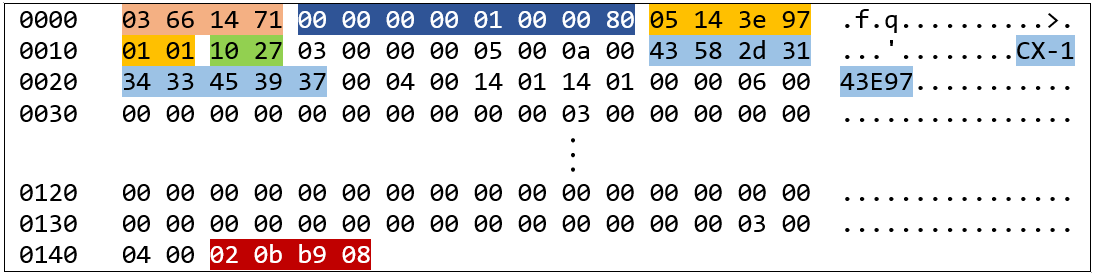 0000 03 66 14 71 00 00 00 00 01 00 00 80 05 14 3e 97 .f.q..........>.
0010 01 01 10 27 03 00 00 00 05 00 0a 00 43 58 2d 31 ...'........CX-1
0020 34 33 45 39 37 00 04 00 14 01 14 01 00 00 06 00 43E97...........
0030 00 00 00 00 00 00 00 00 00 00 03 00 00 00 00 00 ................
:
0120 00 00 00 00 00 00 00 00 00 00 00 00 00 00 00 00 ................
0130 00 00 00 00 00 00 00 00 00 00 00 00 00 00 03 00 ................
0140 04 00 02 0b b9 08